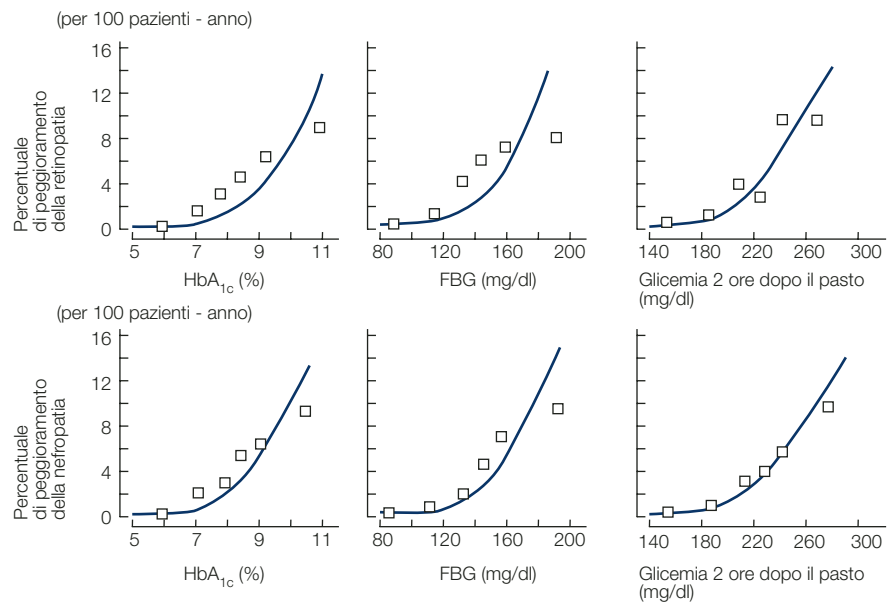 (per 100 pazienti - anno)
Percentuale
di peggioramento
della retinopatia
16
12
8
4
0
5 7 9 11
HbA1c (%)
80 120 160 200
FBG (mg/dl)
140 180 220 260 300
Glicemia 2 ore dopo il pasto
(mg/dl)
(per 100 pazienti - anno)
Percentuale
di peggioramento
della nefropatia
16
12
8
4
0
5 7 9 11
HbA1c (%)
80 120 160 200
FBG (mg/dl)
140 180 220 260 300
Glicemia 2 ore dopo il pasto
(mg/dl)